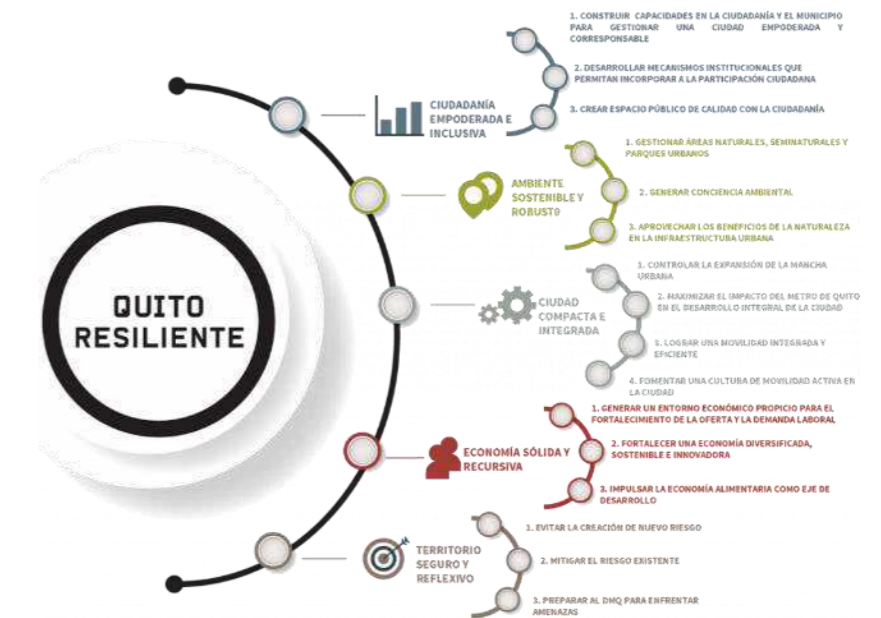 QUITO
RESILIENTE
CIUDADANÍA
EMPODERADA E
INCLUSIVA
1. CONSTRUIR CAPACIDADES EN LA CIUDADANÍA Y EL MUNICIPIO
PARA GESTIONAR UNA CIUDAD EMPODERADA Y
CORRESPONSABLE
2. DESARROLLAR MECANISMOS INSTITUCIONALES QUE
PERMITAN INCORPORAR A LA PARTICIPACIÓN CIUDADANA
3. CREAR ESPACIO PÚBLICO DE CALIDAD CON LA CIUDADANÍA
AMBIENTE
SOSTENIBLE Y
ROBUSTO
1. GESTIONAR ÁREAS NATURALES, SEMINATURALES Y
PARQUES URBANOS
2. GENERAR CONCIENCIA AMBIENTAL
3. APROVECHAR LOS BENEFICIOS DE LA NATURALEZA
EN LA INFRAESTRUCTURA URBANA
CIUDAD
COMPACTA E
INTEGRADA
1. CONTROLAR LA EXPANSIÓN DE LA MANCHA
URBANA
2. MAXIMIZAR EL IMPACTO DEL METRO DE QUITO
EN EL DESARROLLO INTEGRAL DE LA CIUDAD
3. LOGRAR UNA MOVILIDAD INTEGRADA Y
EFICIENTE
4. FOMENTAR UNA CULTURA DE MOVILIDAD ACTIVA EN
LA CIUDAD
ECONOMÍA SÓLIDA Y
RECURSIVA
1. GENERAR UN ENTORNO ECONÓMICO PROPICIO PARA EL
FORTALECIMIENTO DE LA OFERTA Y LA DEMANDA LABORAL
2. FORTALECER UNA ECONOMÍA DIVERSIFICADA,
SOSTENIBLE E INNOVADORA
3. IMPULSAR LA ECONOMÍA ALIMENTARIA COMO EJE DE
DESARROLLO
TERRITORIO
SEGURO Y
REFLEXIVO
1. EVITAR LA CREACIÓN DE NUEVO RIESGO
2. MITIGAR EL RIESGO EXISTENTE
3. PREPARAR AL DMQ PARA ENFRENTAR
AMENAZAS